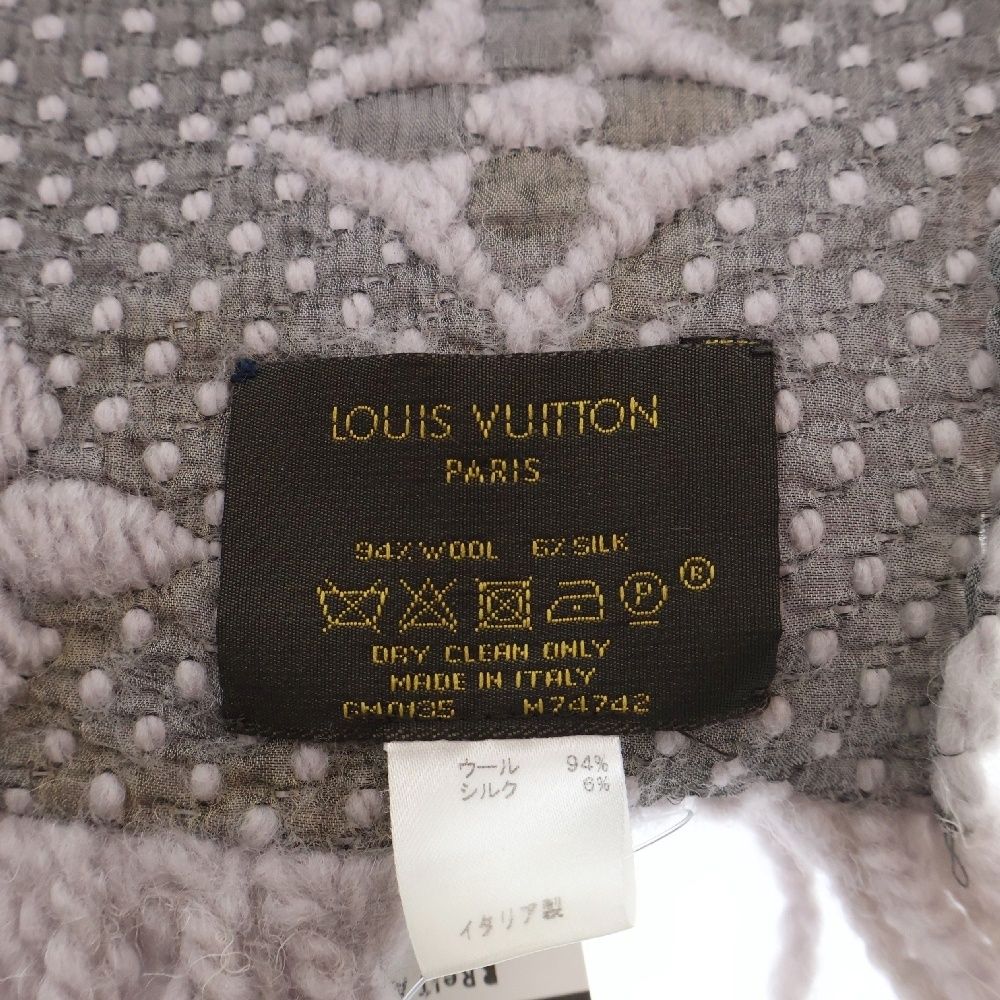 LOUIS VUITTON
PARIS
94% WOOL 6% SILK
P
®
DRY CLEAN ONLY
MADE IN ITALY
GM0135 M74742
ウール 94%
シルク 6%
イタリア製